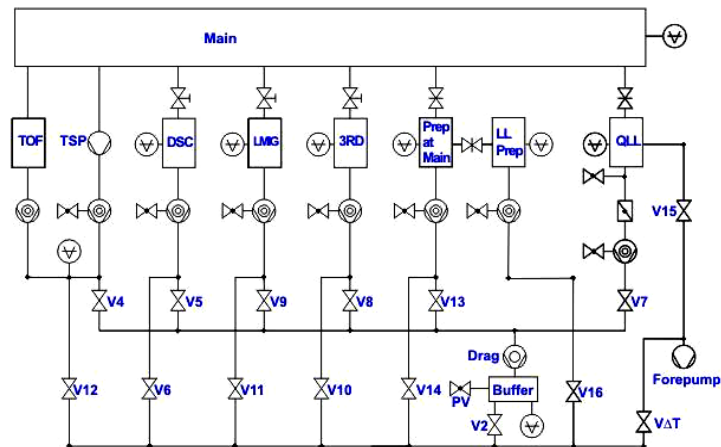 Main
TOF
TSP
DSC
LMIG
3RD
Prep
at
Main
LL
Prep
QLL
V15
V4
V5
V9
V8
V13
V7
Drag
Forepump
V12
V6
V11
V10
V14
PV
Buffer
V16
V2
VΔT